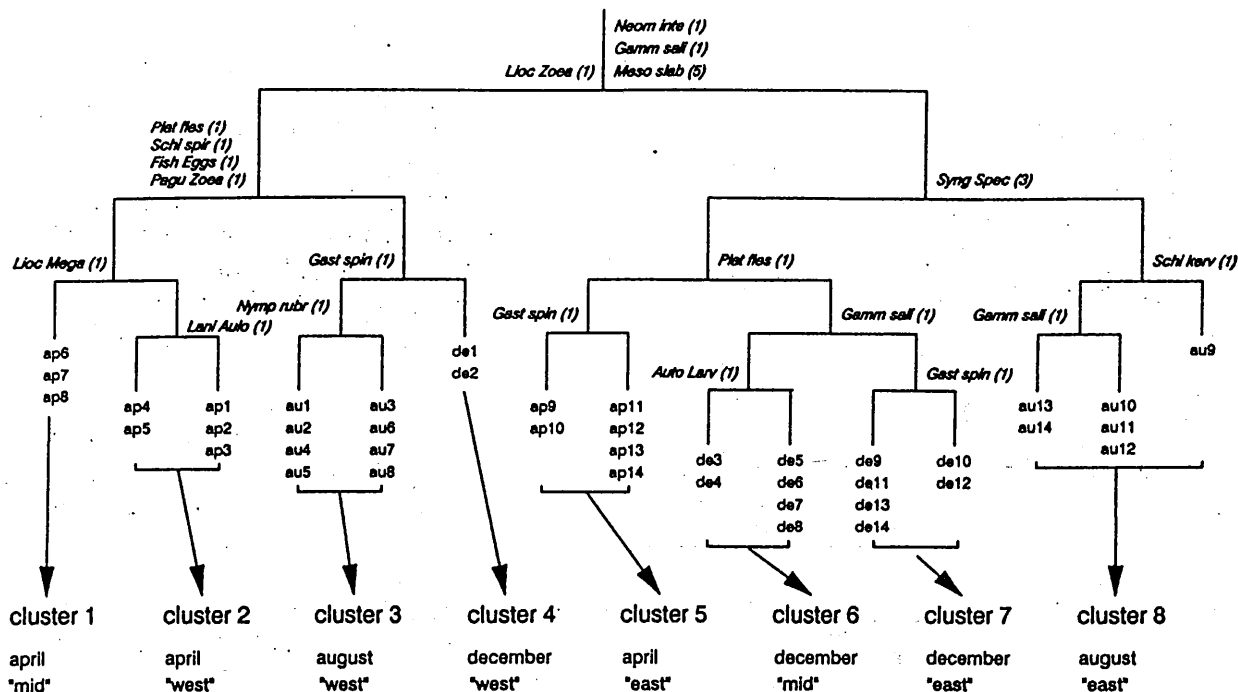 Neom inte (1)
Gamm sall (1)
Lioc Zoea (1) Meso slab (5)
Plat fles (1)
Schi spir (1)
Fish Eggs (1)
Pagu Zoea (1)
Syng Spec (3)
Lioc Mega (1)
Gast spin (1)
Plat fles (1)
Schi kerv (1)
Lani Aulo (1)
Nymp rubr (1)
Gast spin (1)
Gamm sall (1)
Gamm sall (1)
Auto Larv (1)
Gast spin (1)
ap6
ap7
ap8
ap4
ap5
ap1
ap2
ap3
au1
au2
au4
au5
au3
au6
au7
au8
de1
de2
ap9
ap10
ap11
ap12
ap13
ap14
de3
de4
de5
de6
de7
de8
de9
de11
de13
de14
de10
de12
au13
au14
au10
au11
au12
au9
cluster 1 cluster 2 cluster 3 cluster 4 cluster 5 cluster 6 cluster 7 cluster 8
april april august december april december december august
"mid" "west" "west" "west" "east" "mid" "east" "east"